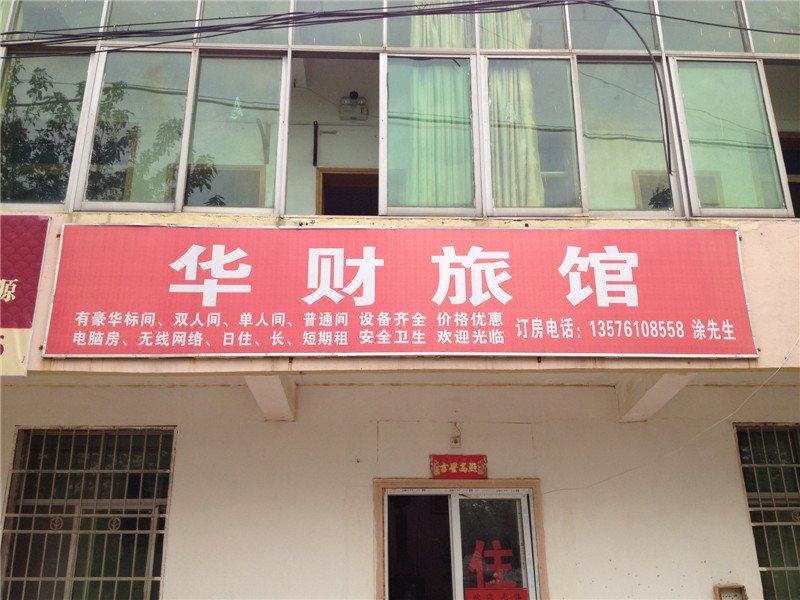 华财旅馆
有豪华标间、双人间、单人间、普通间 设备齐全 价格优惠
电脑房、无线网络、日住、长、短期租 安全卫生 欢迎光临
订房电话：13576108558 涂先生
源
5
吉星高照
住